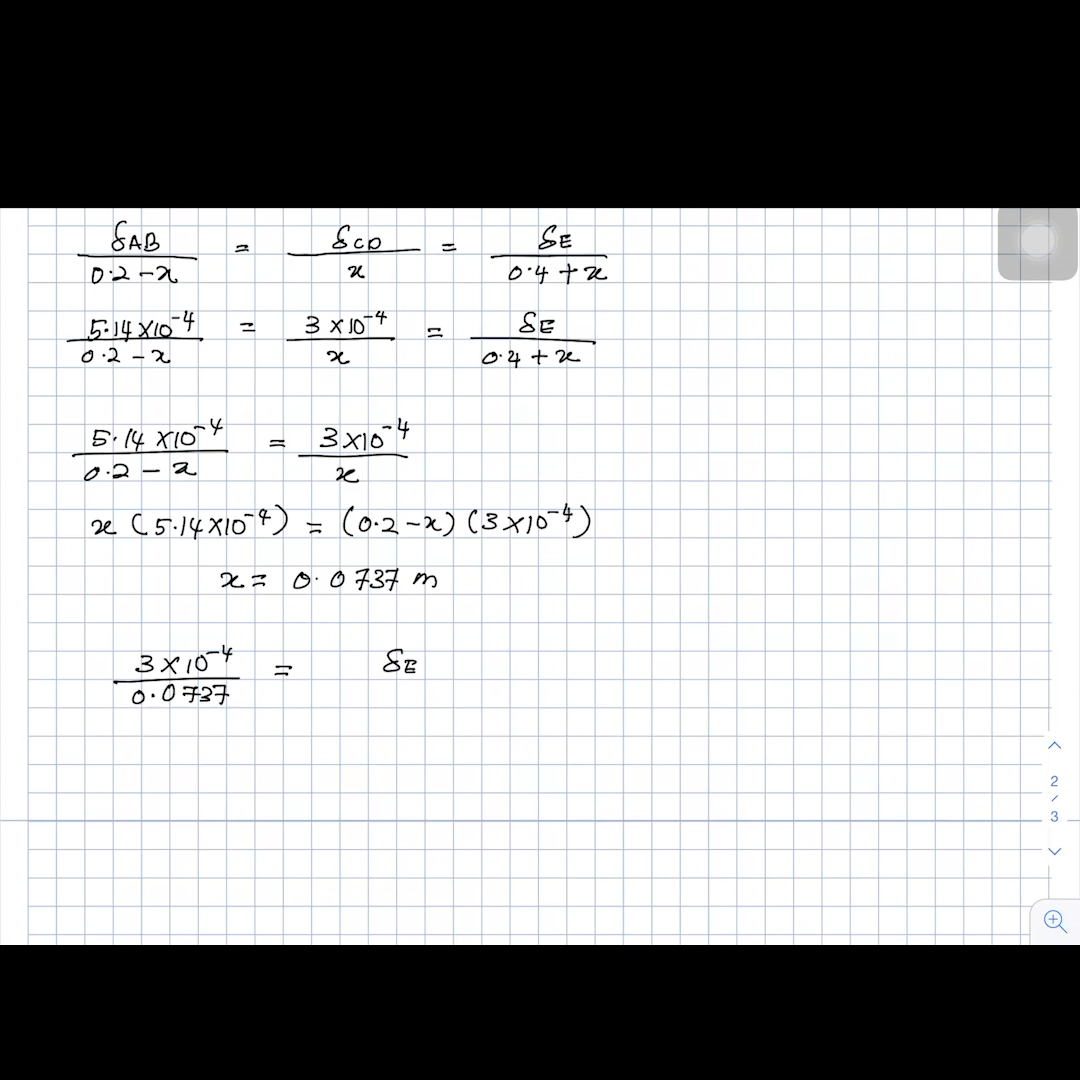 δAB / 0.2 - x = δCD / x = δE / 0.4 + x
5.14 × 10^-4 / 0.2 - x = 3 × 10^-4 / x = δE / 0.4 + x
5.14 × 10^-4 / 0.2 - x = 3 × 10^-4 / x
x (5.14 × 10^-4) = (0.2 - x) (3 × 10^-4)
x = 0.0737 m
3 × 10^-4 / 0.0737 = δE
2
/
3